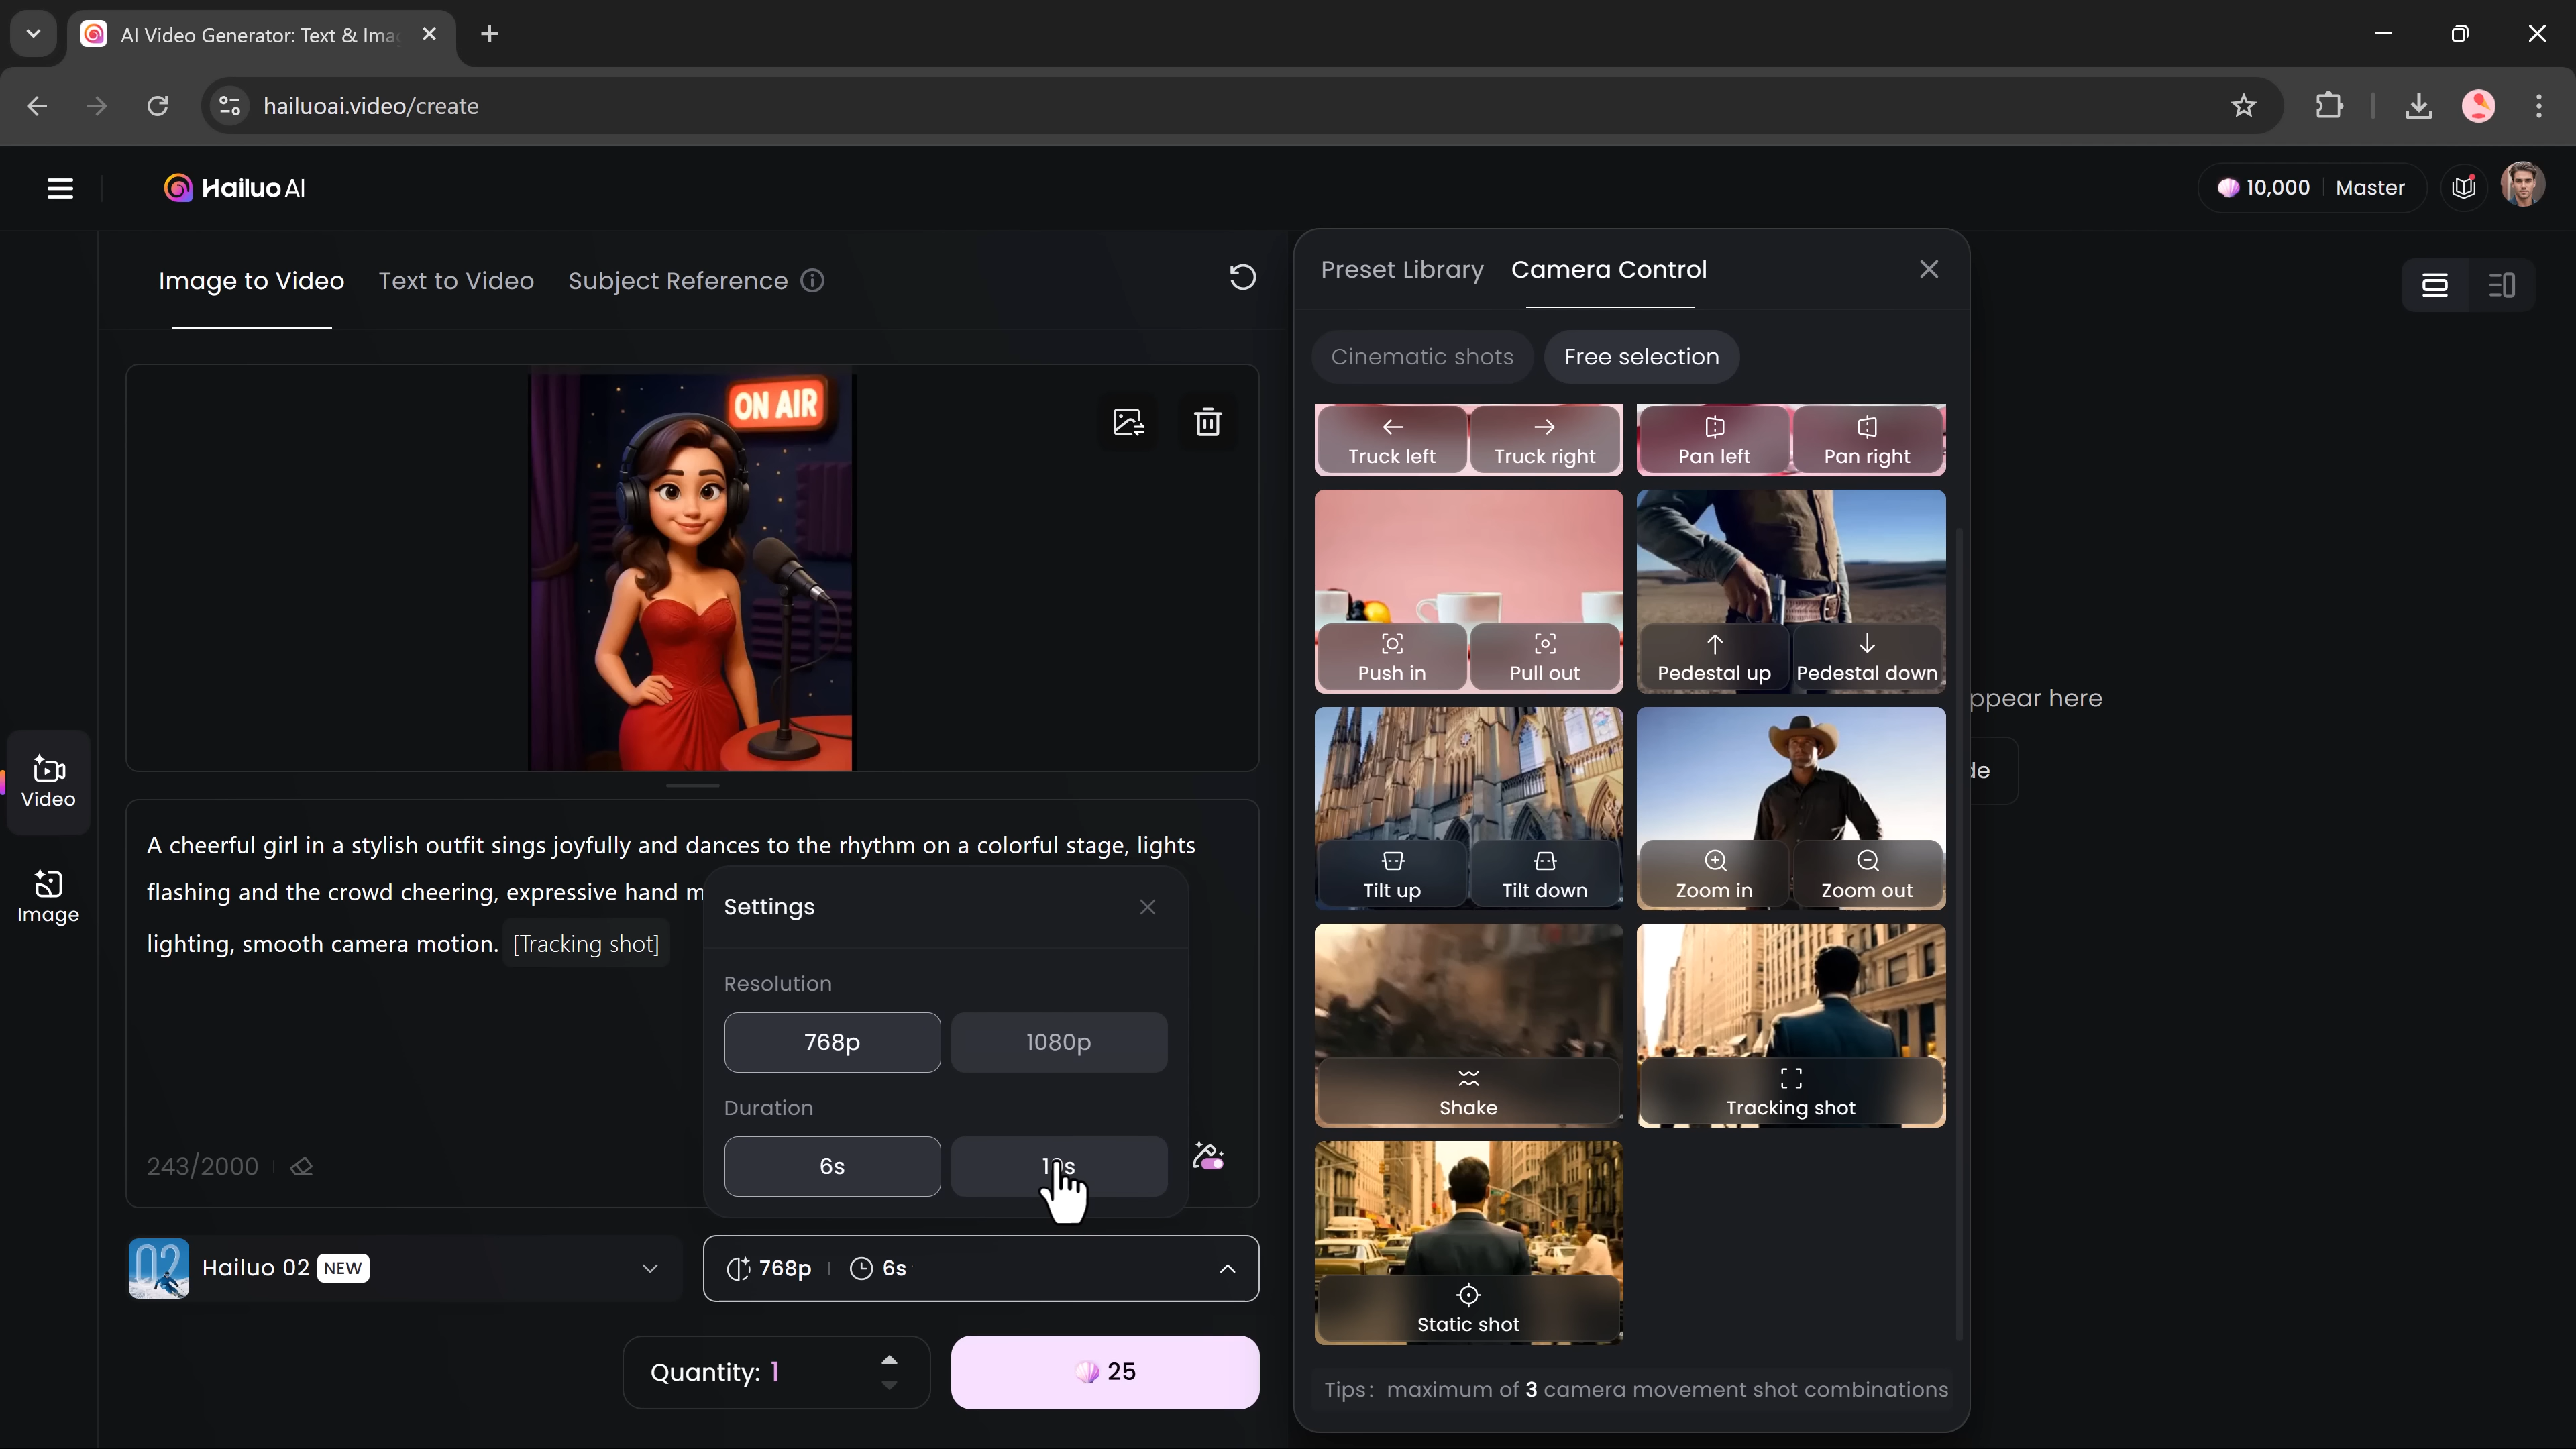 AI Video Generator: Text & Ima
hailuoai.video/create
Hailuo AI
10,000 | Master
Image to Video
Text to Video
Subject Reference
ON AIR
Video
Image
A cheerful girl in a stylish outfit sings joyfully and dances to the rhythm on a colorful stage, lights
flashing and the crowd cheering, expressive hand m
lighting, smooth camera motion. [Tracking shot]
243/2000
Settings
Resolution
768p
1080p
Duration
6s
02
Hailuo 02 NEW
768p | 6s
Quantity: 1
25
Preset Library
Camera Control
Cinematic shots
Free selection
Truck left
Truck right
Pan left
Pan right
Push in
Pull out
Pedestal up
Pedestal down
Tilt up
Tilt down
Zoom in
Zoom out
Shake
Tracking shot
Static shot
Tips: maximum of 3 camera movement shot combinations
ppear here